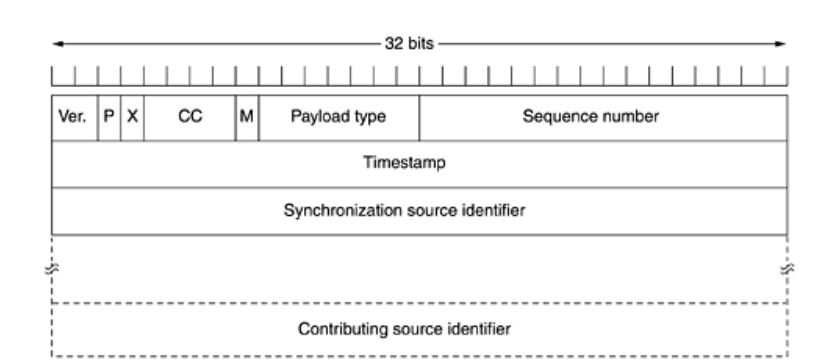 32 bits
Ver. P X CC M Payload type Sequence number
Timestamp
Synchronization source identifier
Contributing source identifier